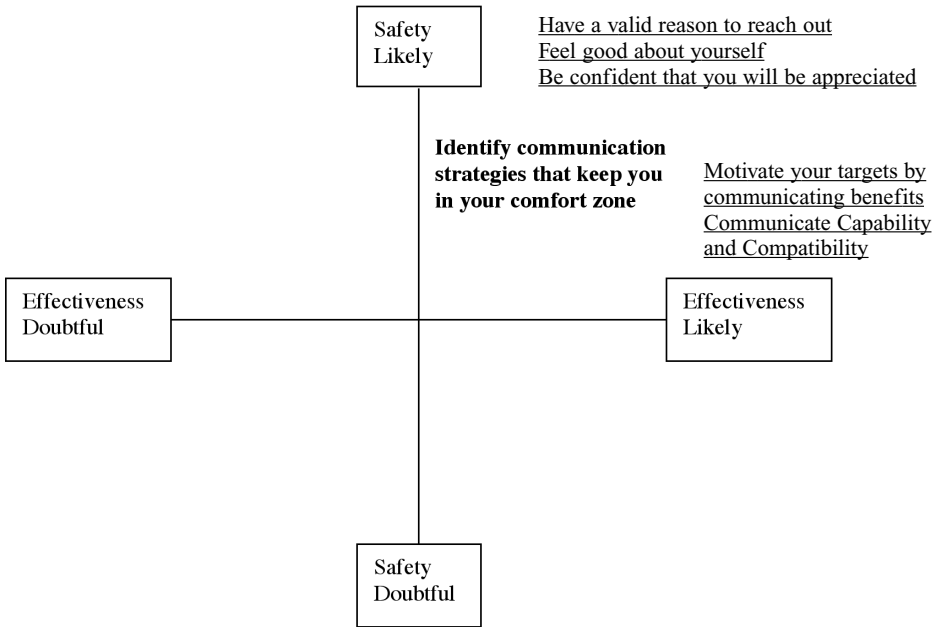 Safety
Likely
Have a valid reason to reach out
Feel good about yourself
Be confident that you will be appreciated
Identify communication
strategies that keep you
in your comfort zone
Motivate your targets by
communicating benefits
Communicate Capability
and Compatibility
Effectiveness
Doubtful
Effectiveness
Likely
Safety
Doubtful